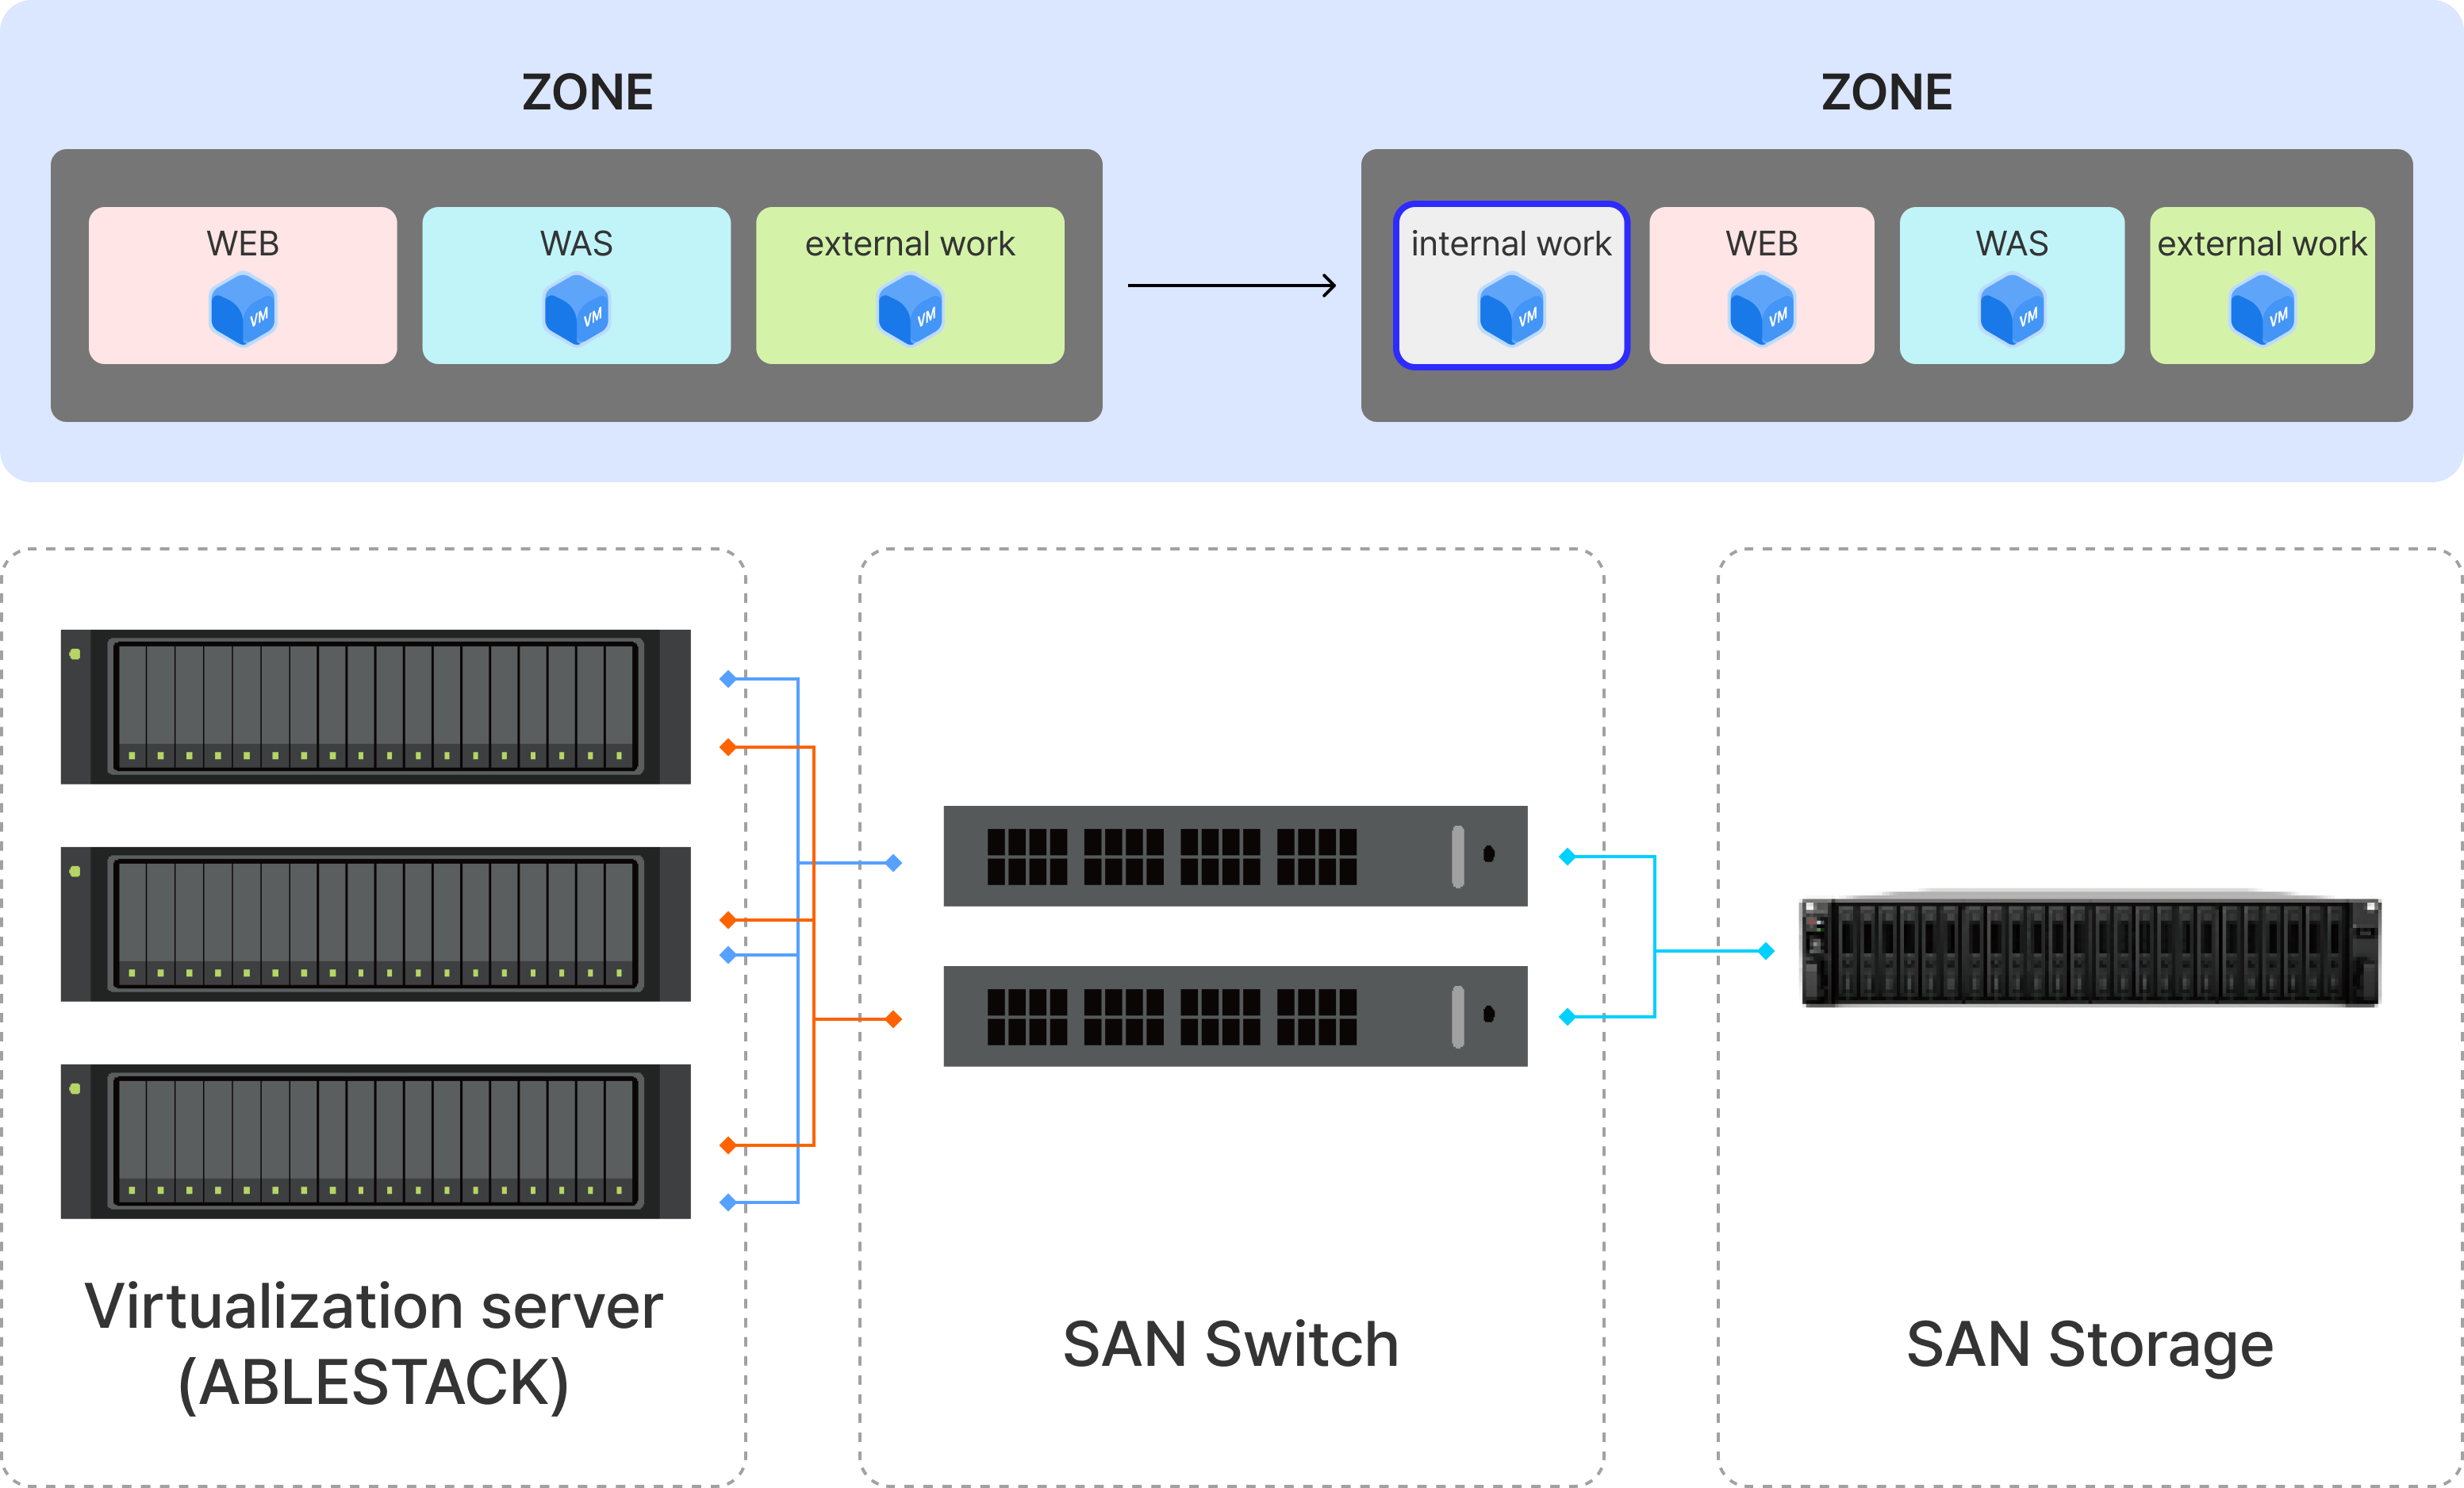 ZONE
ZONE
WEB
WAS
external work
internal work
WEB
WAS
external work
VM
VM
VM
VM
VM
VM
VM
Virtualization server
(ABLESTACK)
SAN Switch
SAN Storage